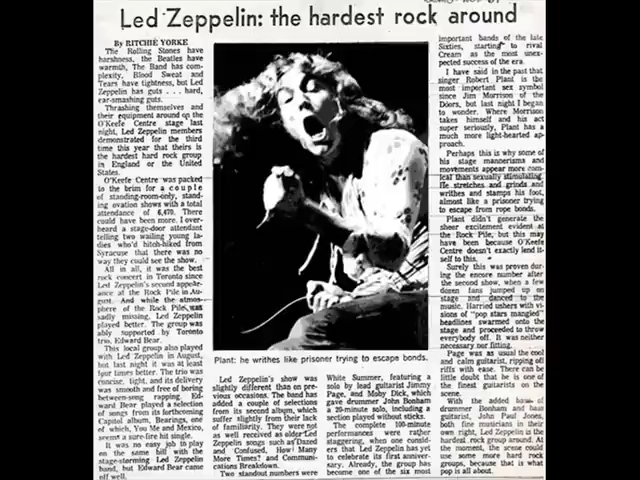 Led Zeppelin: the hardest rock around
By RITCHIE YORKE
The Rolling Stones have
harshness, the Beatles have
warmth, The Band has com-
plexity, Blood Sweat and
Tears have tightness, but Led
Zeppelin has guts . . . hard,
ear-smashing guts.
Thrashing themselves and
their equipment around on the
O'Keefe Centre stage last
night, Led Zeppelin members
demonstrated for the third
time this year that theirs is
the hardest hard rock group
in England or the United
States.
O'Keefe Centre was packed
to the brim for a couple
of standing-room-only, stand-
ing ovation shows with a total
attendance of 6,470. There
could have been more. I over-
heard a stage-door attendant
telling two wailing young la-
dies who'd hitch-hiked from
Syracuse that there was no
way they could see the show.
All in all, it was the best
rock concert in Toronto since
Led Zeppelin's second appear-
ance at the Rock Pile in Au-
gust. And while the atmos-
phere of the Rock Pile was
sadly missing, Led Zeppelin
played better. The group was
ably supported by Toronto
trio, Edward Bear.
This local group also played
with Led Zeppelin in August,
but last night it was at least
four times better. The trio was
concise, tight, and its delivery
was smooth and free of boring
between-song rapping. Ed-
ward Bear played a selection
of songs from its forthcoming
Capitol album, Bearings, one
of which, You and Mexico,
seems a sure-fire hit single.
It was no easy job to play
on the same bill with the
stage-storming Led Zeppelin
band, but Edward Bear came
off well.
Plant: he writhes like prisoner trying to escape bonds.
Led Zeppelin's show was
slightly different than on pre-
vious occasions. The band has
added a couple of selections
from its second album, which
suffer slightly from their lack
of familiarity. They were not
as well received as older Led
Zeppelin songs such as Dazed
and Confused, How Many
More Times? and Communi-
cations Breakdown.
Two standout numbers were
White Summer, featuring a
solo by lead guitarist Jimmy
Page, and Moby Dick, which
gave drummer John Bonham
a 20-minute solo, including a
section played without sticks.
The complete 100-minute
performances were rather
staggering, when one consid-
ers that Led Zeppelin has yet
to celebrate its first anniversary.
Already, the group has
become one of the six most
important bands of the late
Sixties, starting to rival
Cream as the most unex-
pected success of the era.
I have said in the past that
singer Robert Plant is the
most important sex symbol
since Jim Morrison of the
Doors, but last night I began
to wonder. Where Morrison
takes himself and his act
super seriously, Plant has a
much more light-hearted ap-
proach.
Perhaps this is why some of
his stage mannerisms and
movements appear more com-
ical than sexually stimulating.
He stretches and grinds and
writhes and stamps his foot,
almost like a prisoner trying
to escape from rope bonds.
Plant didn't generate the
sheer excitement evident at
the Rock Pile, but this may
have been because O'Keefe
Centre doesn't exactly lend it-
self to this.
Surely this was proven dur-
ing the encore number after
the second show, when a few
dozen fans jumped up on
stage and danced to the
music. Harried ushers with vi-
sions of "pop stars mangled"
headlines swarmed onto the
stage and proceeded to throw
everybody off. It was neither
necessary nor fitting.
Page was as usual the cool
and calm guitarist, ripping off
riffs with ease. There can be
little doubt that he is one of
the finest guitarists on the
scene.
With the added bass of
drummer Bonham and bass
guitarist, John Paul Jones,
both fine musicians in their
own right, Led Zeppelin is the
hardest rock group around. At
the moment, the scene could
use some more hard rock
groups, because that is what
pop is all about.